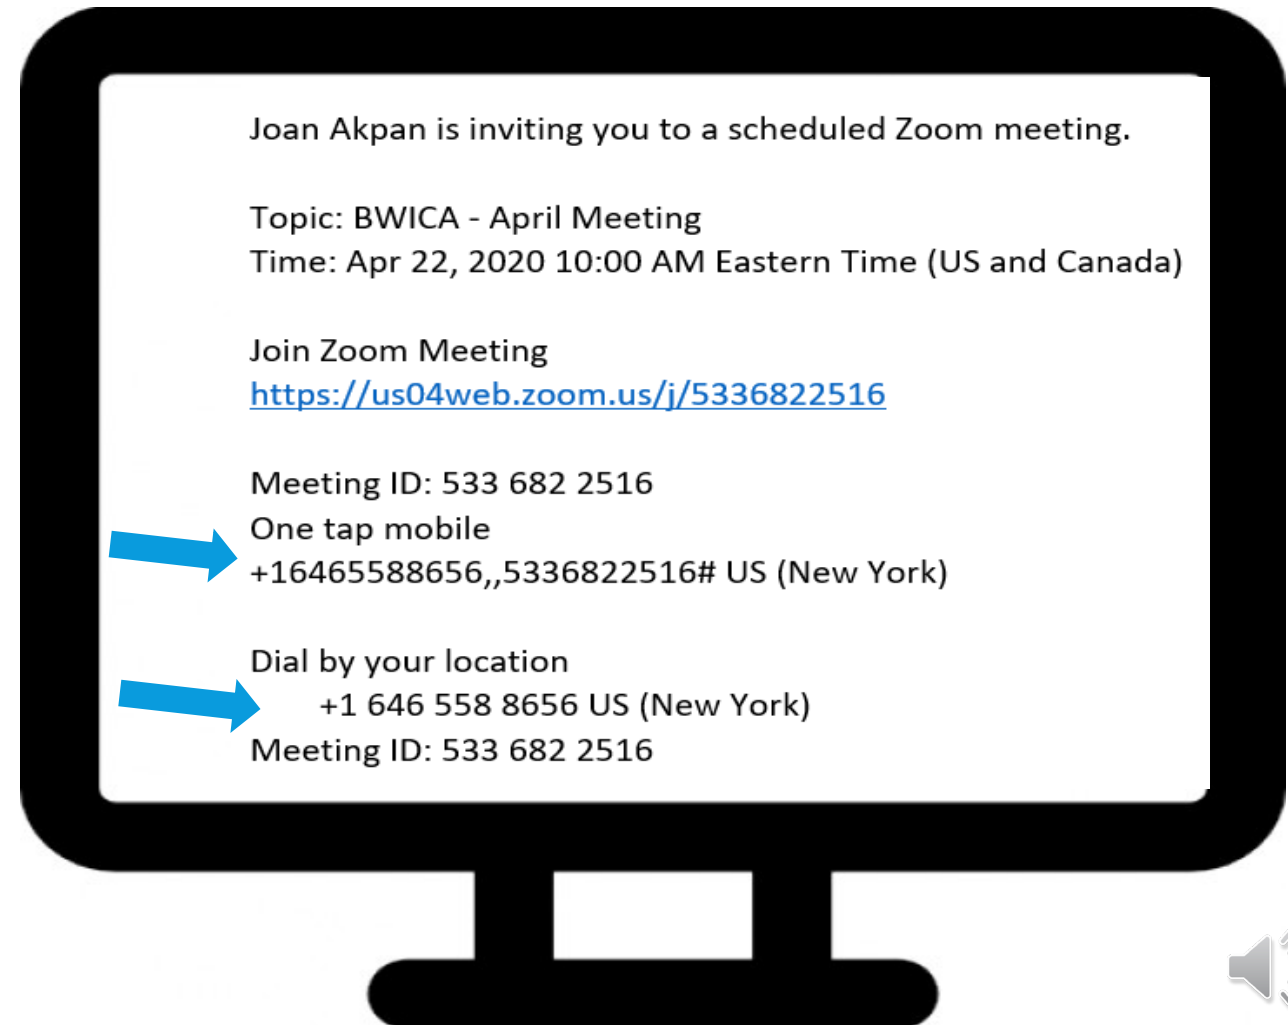 Joan Akpan is inviting you to a scheduled Zoom meeting.
Topic: BWICA - April Meeting
Time: Apr 22, 2020 10:00 AM Eastern Time (US and Canada)
Join Zoom Meeting
https://us04web.zoom.us/j/5336822516
Meeting ID: 533 682 2516
One tap mobile
+16465588656,,5336822516# US (New York)
Dial by your location
+1 646 558 8656 US (New York)
Meeting ID: 533 682 2516